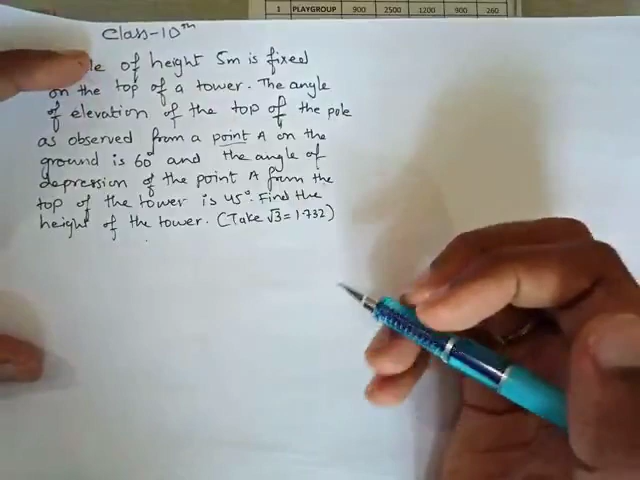 1 PLAYGROUP 900 2500 1200 900 260
Class-10th
of height 5m is fixed
on the top of a tower. The angle
of elevation of the top of the pole
as observed from a point A on the
ground is 60° and the angle of
depression of the point A from the
top of the tower is 45°. Find the
height of the tower. (Take √3 = 1.732)